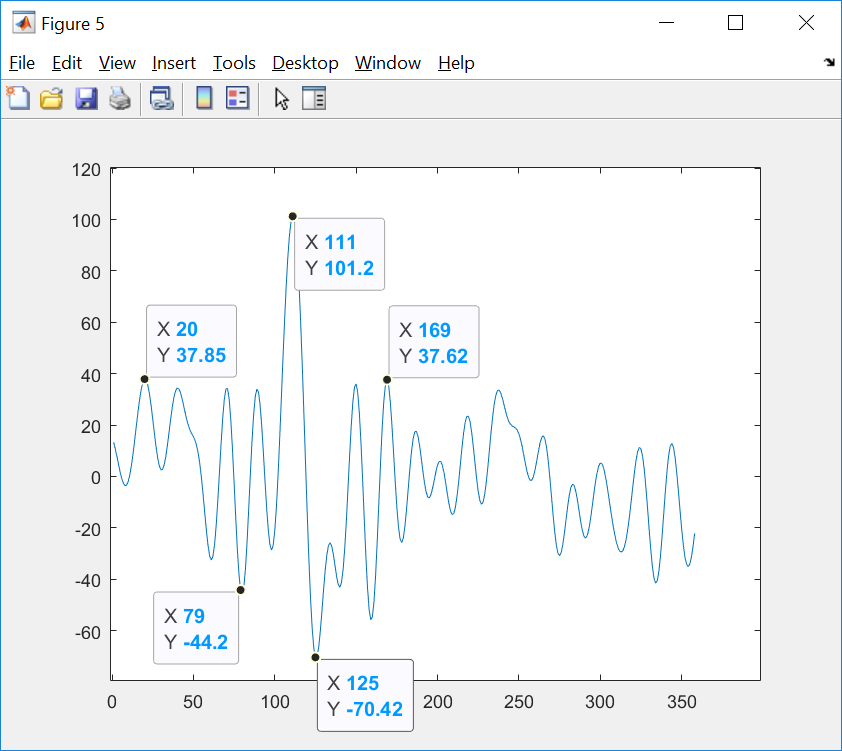 Figure 5
File Edit View Insert Tools Desktop Window Help
120
100
80
60
40
20
0
-20
-40
-60
X 111
Y 101.2
X 20
Y 37.85
X 169
Y 37.62
X 79
Y -44.2
X 125
Y -70.42
0 50 100 200 250 300 350